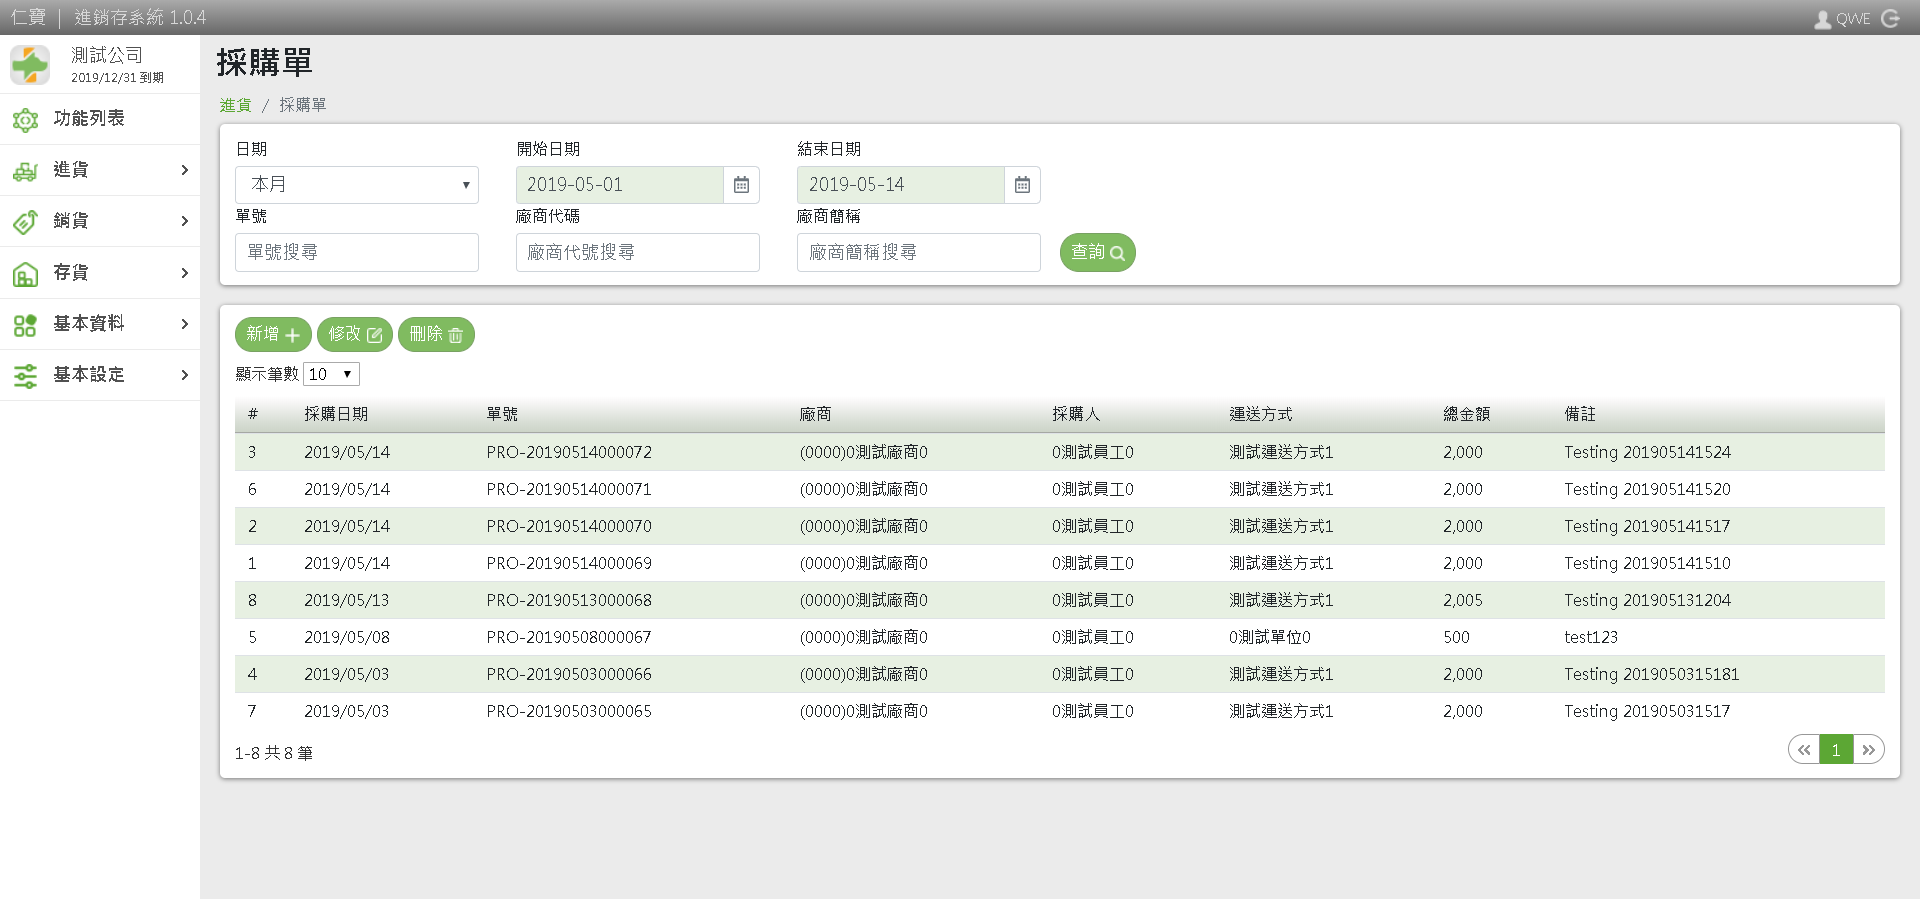 仁寶 | 進銷存系統 1.0.4
QWE
測試公司
2019/12/31 到期
功能列表
進貨
銷貨
存貨
基本資料
基本設定
採購單
進貨 / 採購單
日期 開始日期 結束日期
本月 2019-05-01 2019-05-14
單號 廠商代碼 廠商簡稱
單號搜尋 廠商代號搜尋 廠商簡稱搜尋 查詢
新增 修改 刪除
顯示筆數 10
# 採購日期 單號 廠商 採購人 運送方式 總金額 備註
3 2019/05/14 PRO-20190514000072 (0000)0測試廠商0 0測試員工0 測試運送方式1 2,000 Testing 201905141524
6 2019/05/14 PRO-20190514000071 (0000)0測試廠商0 0測試員工0 測試運送方式1 2,000 Testing 201905141520
2 2019/05/14 PRO-20190514000070 (0000)0測試廠商0 0測試員工0 測試運送方式1 2,000 Testing 201905141517
1 2019/05/14 PRO-20190514000069 (0000)0測試廠商0 0測試員工0 測試運送方式1 2,000 Testing 201905141510
8 2019/05/13 PRO-20190513000068 (0000)0測試廠商0 0測試員工0 測試運送方式1 2,005 Testing 201905131204
5 2019/05/08 PRO-20190508000067 (0000)0測試廠商0 0測試員工0 0測試單位0 500 test123
4 2019/05/03 PRO-20190503000066 (0000)0測試廠商0 0測試員工0 測試運送方式1 2,000 Testing 2019050315181
7 2019/05/03 PRO-20190503000065 (0000)0測試廠商0 0測試員工0 測試運送方式1 2,000 Testing 201905031517
1-8 共 8 筆
« 1 »